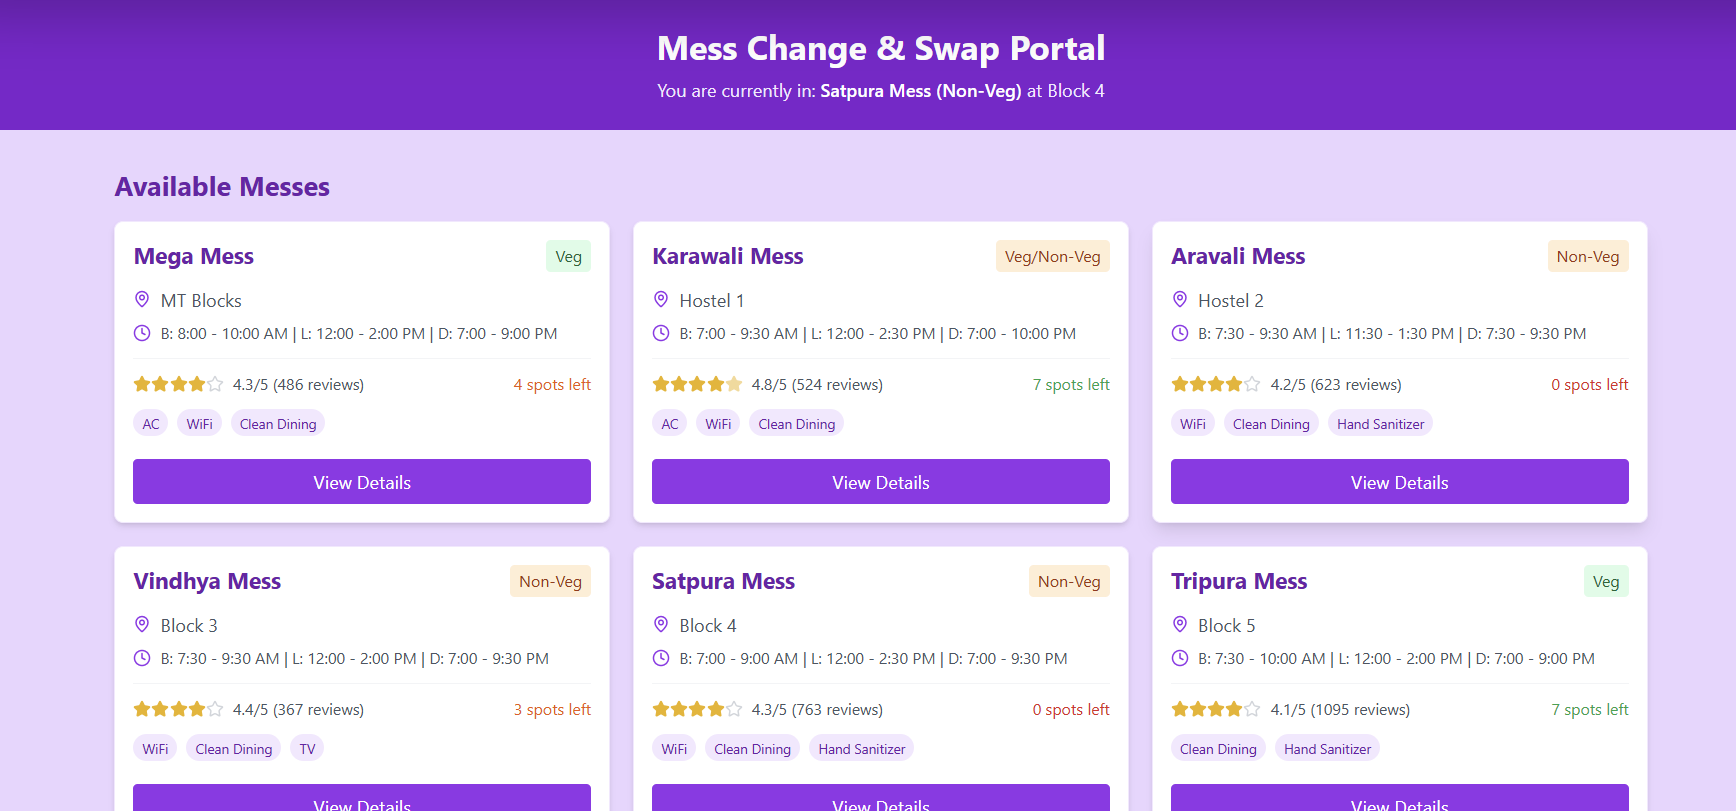 Mess Change & Swap Portal
You are currently in: Satpura Mess (Non-Veg) at Block 4
Available Messes
Mega Mess
Veg
MT Blocks
B: 8:00 - 10:00 AM | L: 12:00 - 2:00 PM | D: 7:00 - 9:00 PM
4.3/5 (486 reviews)
4 spots left
AC
WiFi
Clean Dining
View Details
Karawali Mess
Veg/Non-Veg
Hostel 1
B: 7:00 - 9:30 AM | L: 12:00 - 2:30 PM | D: 7:00 - 10:00 PM
4.8/5 (524 reviews)
7 spots left
AC
WiFi
Clean Dining
View Details
Aravali Mess
Non-Veg
Hostel 2
B: 7:30 - 9:30 AM | L: 11:30 - 1:30 PM | D: 7:30 - 9:30 PM
4.2/5 (623 reviews)
0 spots left
WiFi
Clean Dining
Hand Sanitizer
View Details
Vindhya Mess
Non-Veg
Block 3
B: 7:30 - 9:30 AM | L: 12:00 - 2:00 PM | D: 7:00 - 9:30 PM
4.4/5 (367 reviews)
3 spots left
WiFi
Clean Dining
TV
View Details
Satpura Mess
Non-Veg
Block 4
B: 7:00 - 9:00 AM | L: 12:00 - 2:30 PM | D: 7:00 - 9:30 PM
4.3/5 (763 reviews)
0 spots left
WiFi
Clean Dining
Hand Sanitizer
View Details
Tripura Mess
Veg
Block 5
B: 7:30 - 10:00 AM | L: 12:00 - 2:00 PM | D: 7:00 - 9:00 PM
4.1/5 (1095 reviews)
7 spots left
Clean Dining
Hand Sanitizer
View Details